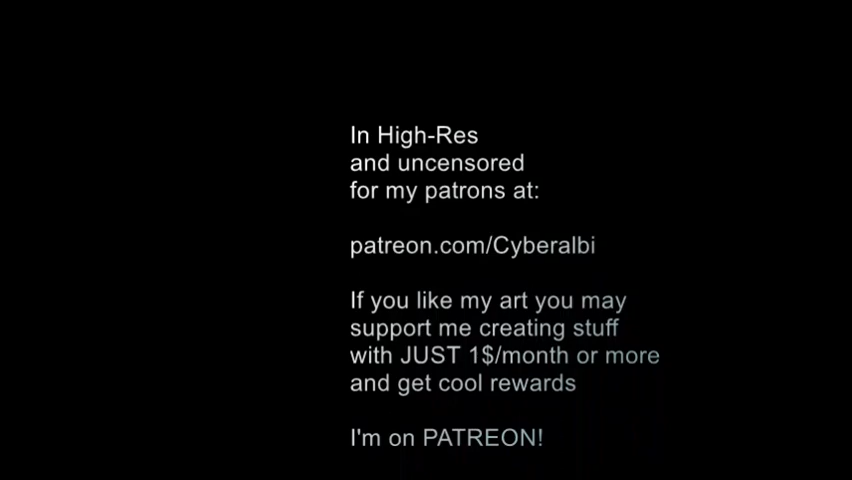 In High-Res
and uncensored
for my patrons at:
patreon.com/Cyberalbi
If you like my art you may
support me creating stuff
with JUST 1$/month or more
and get cool rewards
I'm on PATREON!